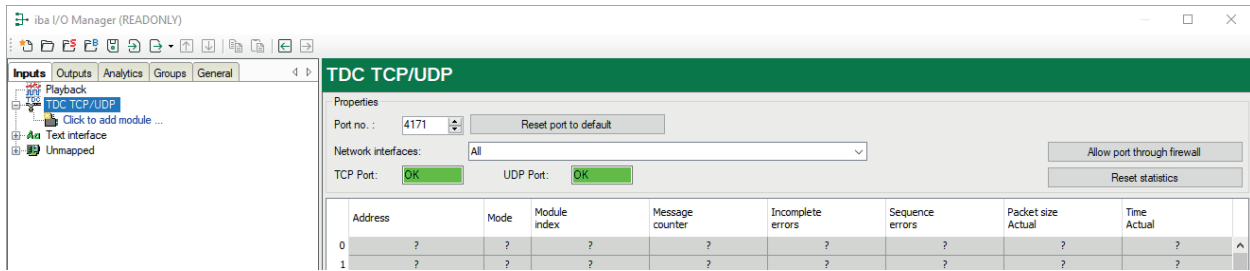 iba I/O Manager (READONLY)
Inputs Outputs Analytics Groups General
Playback
TDC TCP/UDP
Click to add module ...
Text interface
Unmapped
TDC TCP/UDP
Properties
Port no. : 4171 Reset port to default
Network interfaces: All Allow port through firewall
TCP Port: OK UDP Port: OK Reset statistics
Address Mode Module index Message counter Incomplete errors Sequence errors Packet size Actual Time Actual
0 ? ? ? ? ? ? ? ?
1 ? ? ? ? ? ? ? ?